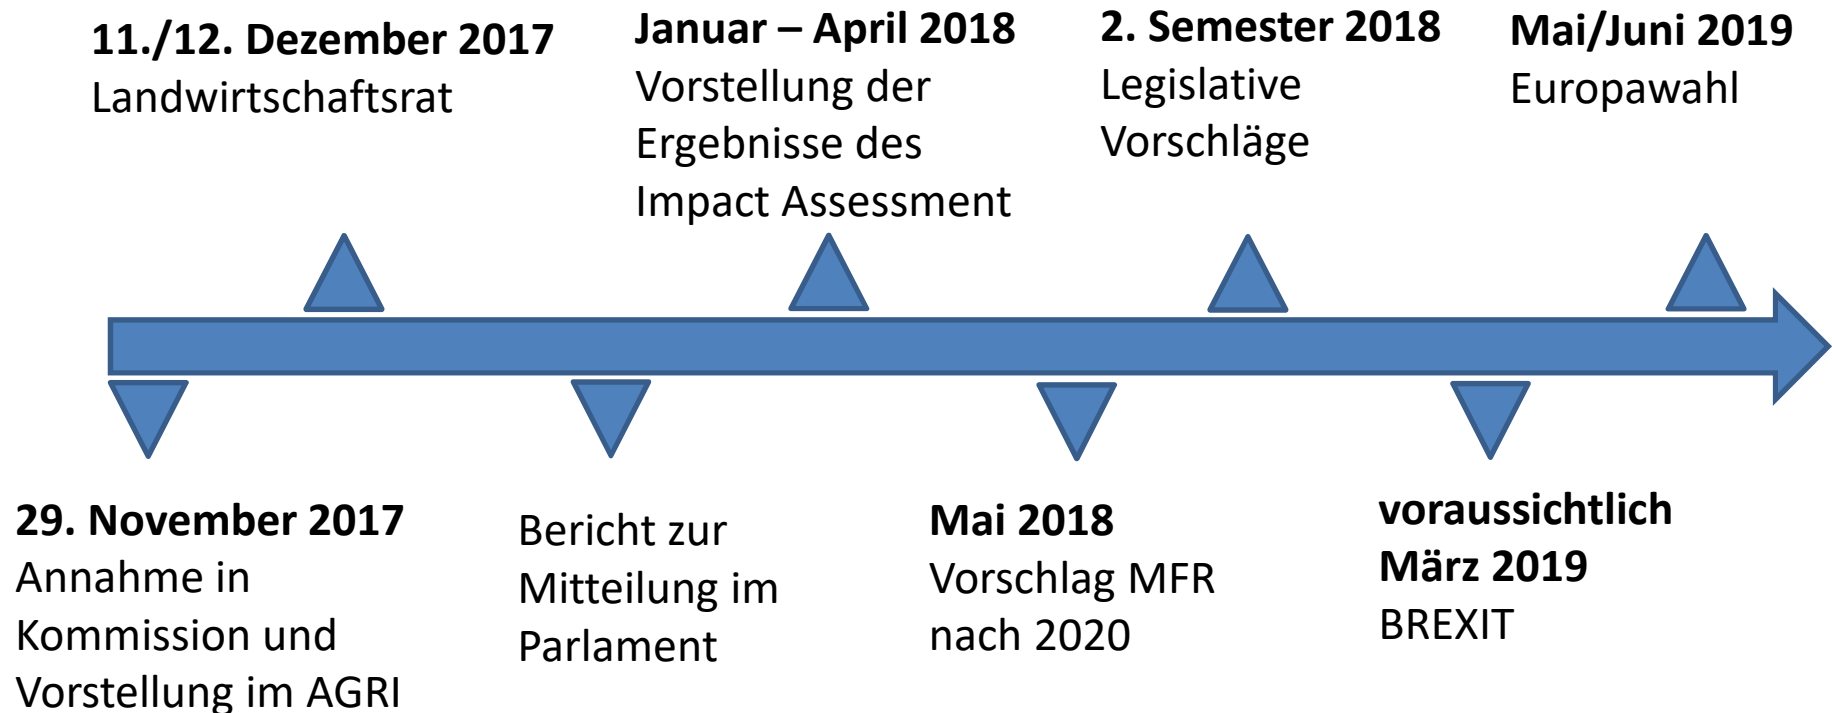 11./12. Dezember 2017
Landwirtschaftsrat
Januar – April 2018
Vorstellung der
Ergebnisse des
Impact Assessment
2. Semester 2018
Legislative
Vorschläge
Mai/Juni 2019
Europawahl
29. November 2017
Annahme in
Kommission und
Vorstellung im AGRI
Bericht zur
Mitteilung im
Parlament
Mai 2018
Vorschlag MFR
nach 2020
voraussichtlich
März 2019
BREXIT